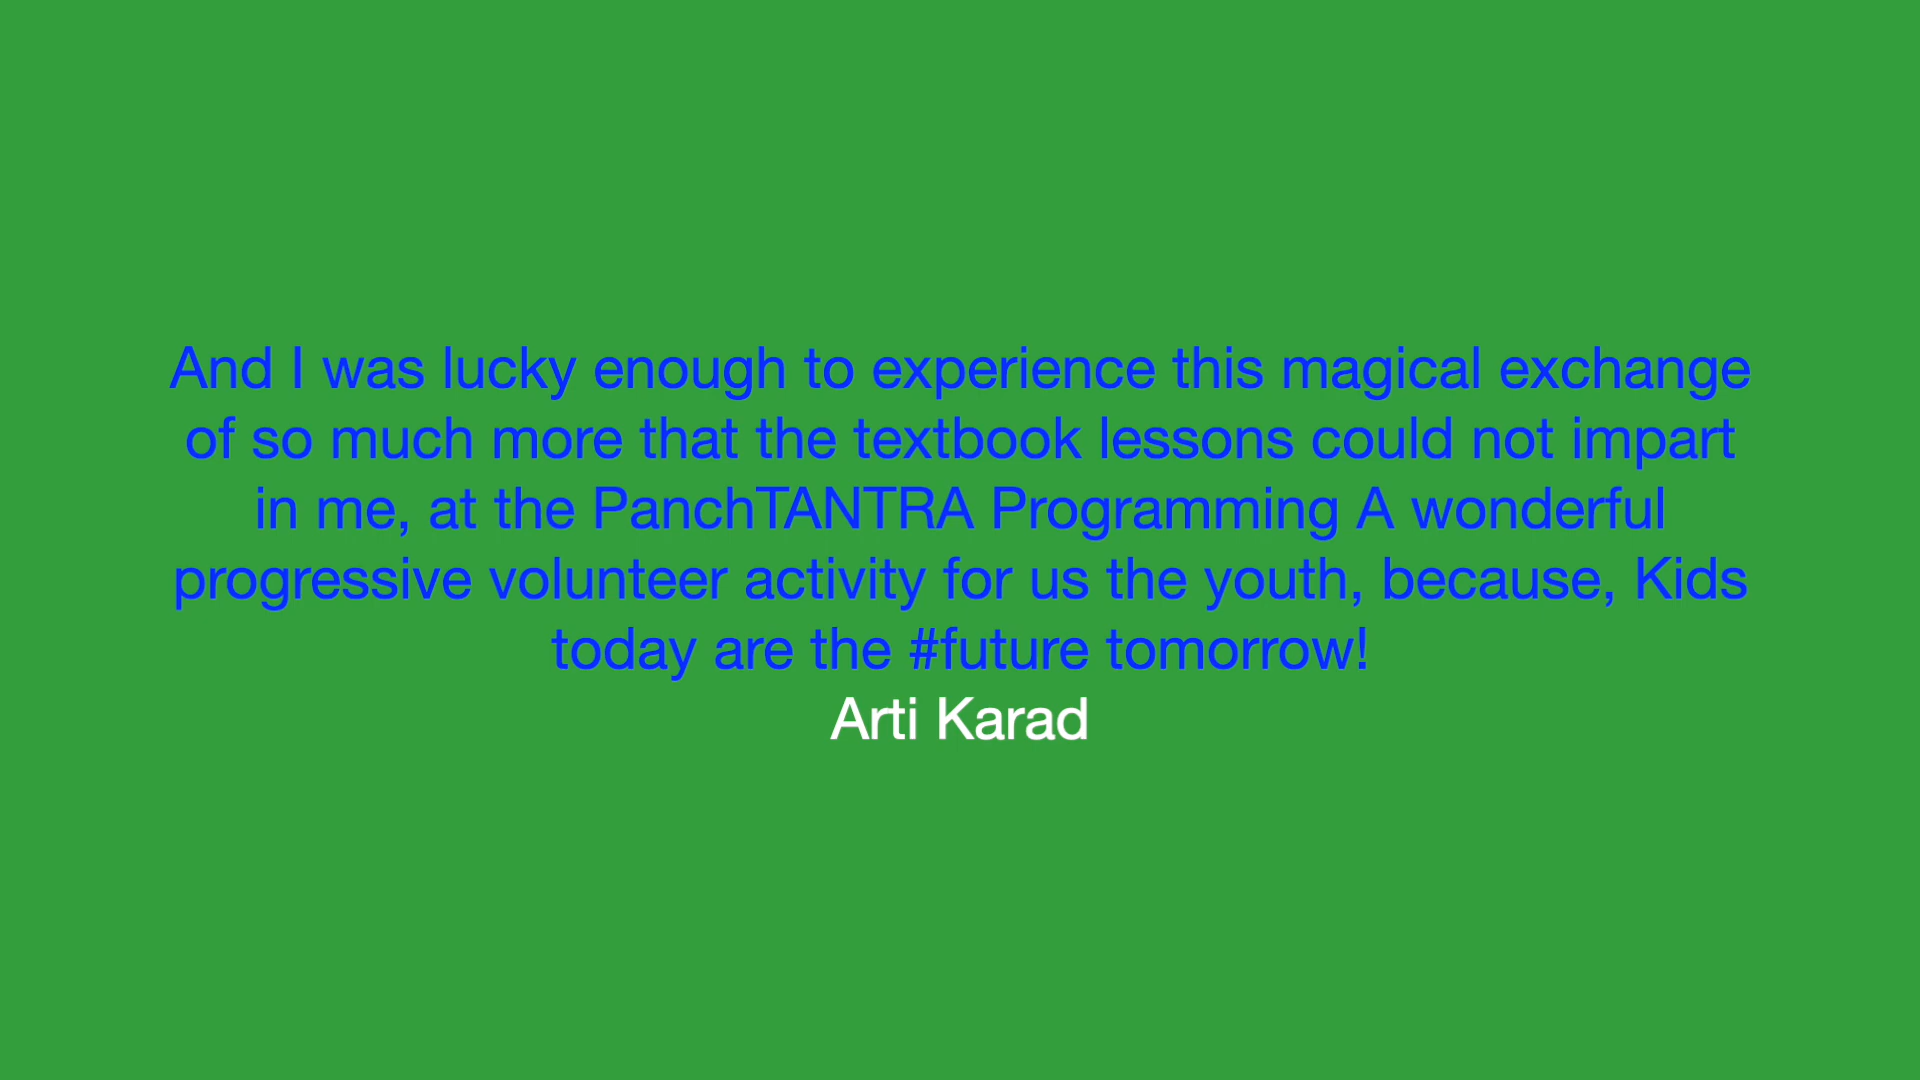 And I was lucky enough to experience this magical exchange
of so much more that the textbook lessons could not impart
in me, at the PanchTANTRA Programming A wonderful
progressive volunteer activity for us the youth, because, Kids
today are the #future tomorrow!
Arti Karad